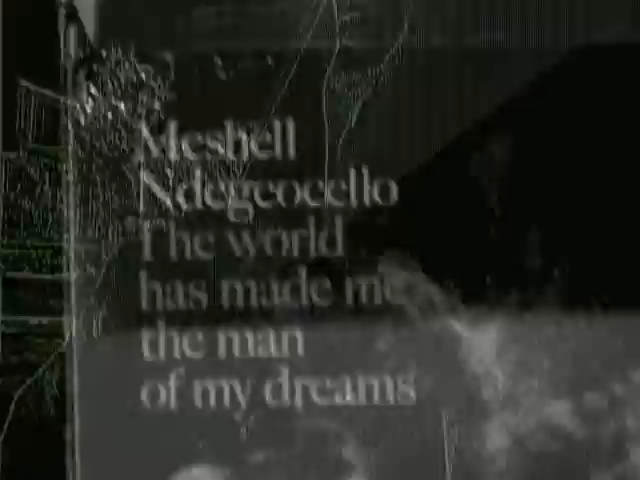 Meshell
Ndegeocello
The world
has made me
the man
of my dreams